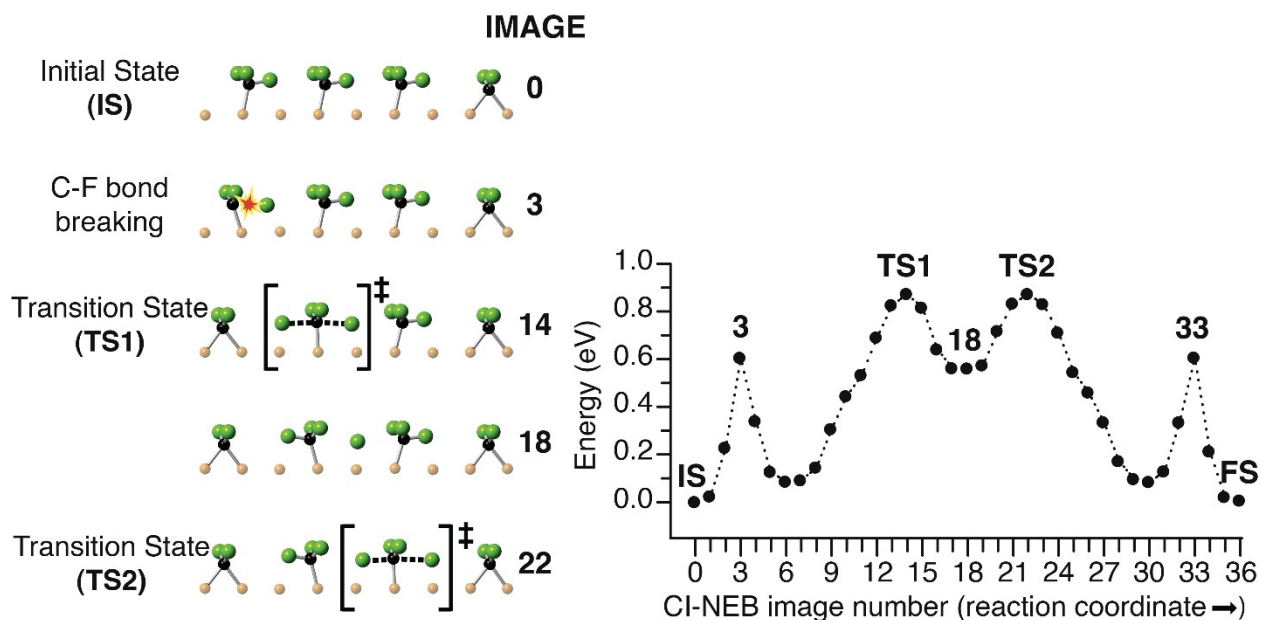 IMAGE
Initial State
(IS)
0
C-F bond
breaking
3
Transition State
(TS1)
‡
14
18
Transition State
(TS2)
‡
22
Energy (eV)
1.0
0.8
0.6
0.4
0.2
0.0
IS
3
TS1
18
TS2
33
FS
0 3 6 9 12 15 18 21 24 27 30 33 36
CI-NEB image number (reaction coordinate ➞)